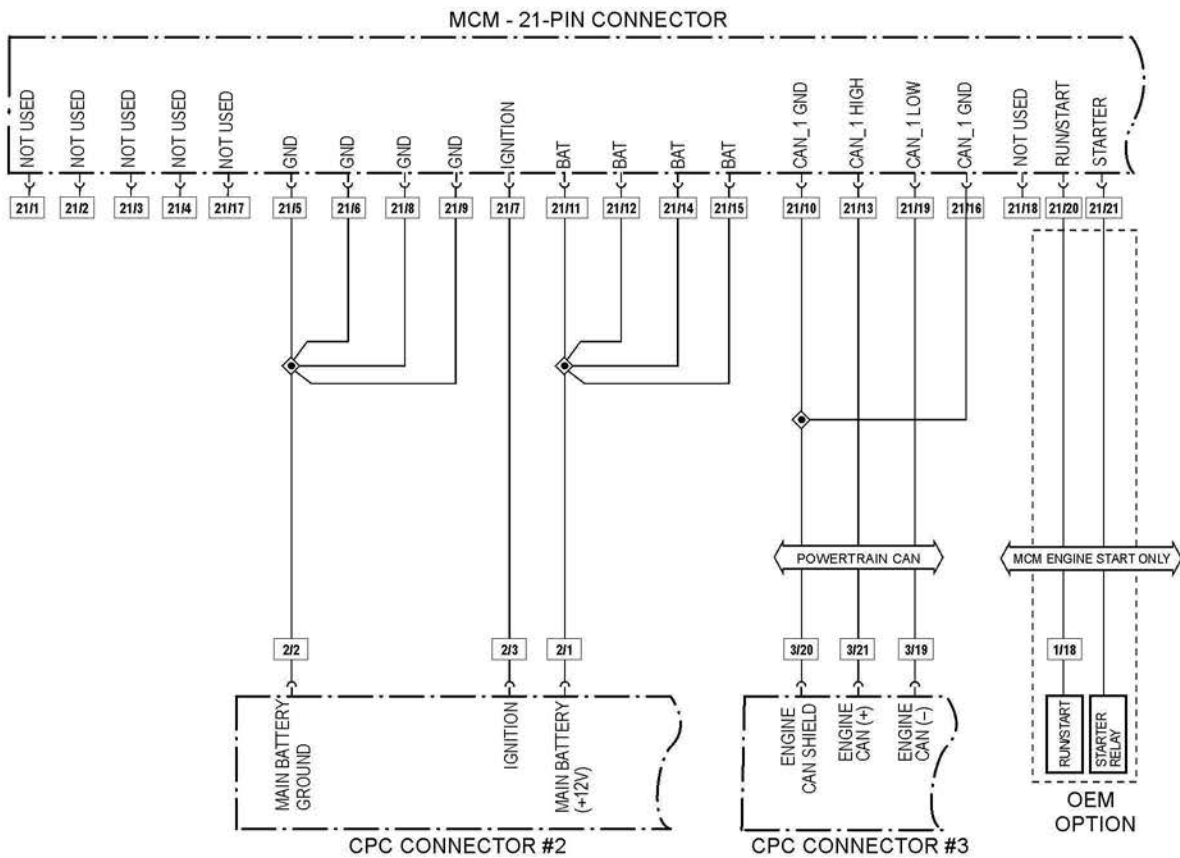 MCM - 21-PIN CONNECTOR
NOT USED
NOT USED
NOT USED
NOT USED
NOT USED
GND
GND
GND
GND
IGNITION
BAT
BAT
BAT
BAT
CAN_1 GND
CAN_1 HIGH
CAN_1 LOW
CAN_1 GND
NOT USED
RUN/START
STARTER
21/1
21/2
21/3
21/4
21/17
21/5
21/6
21/8
21/9
21/7
21/11
21/12
21/14
21/15
21/10
21/13
21/19
21/16
21/18
21/20
21/21
POWERTRAIN CAN
MCM ENGINE START ONLY
2/2
2/3
2/1
3/20
3/21
3/19
1/18
MAIN BATTERY
GROUND
IGNITION
MAIN BATTERY
(+12V)
ENGINE
CAN SHIELD
ENGINE
CAN (+)
ENGINE
CAN (–)
RUN/START
STARTER
RELAY
CPC CONNECTOR #2
CPC CONNECTOR #3
OEM
OPTION